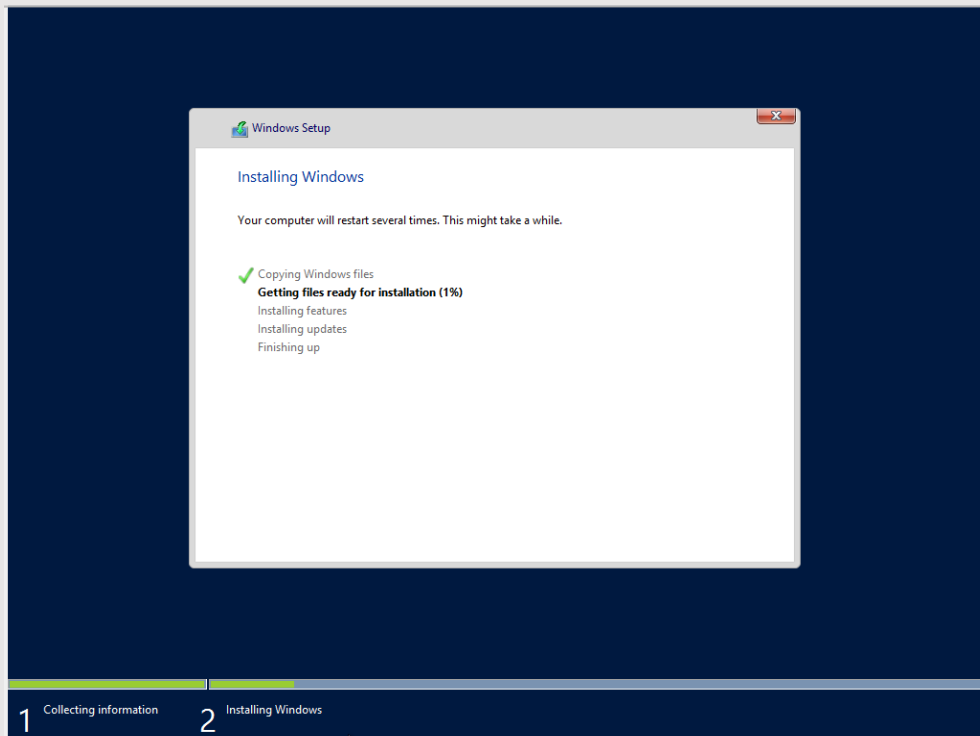 Windows Setup
Installing Windows
Your computer will restart several times. This might take a while.
Copying Windows files
Getting files ready for installation (1%)
Installing features
Installing updates
Finishing up
1 Collecting information 2 Installing Windows